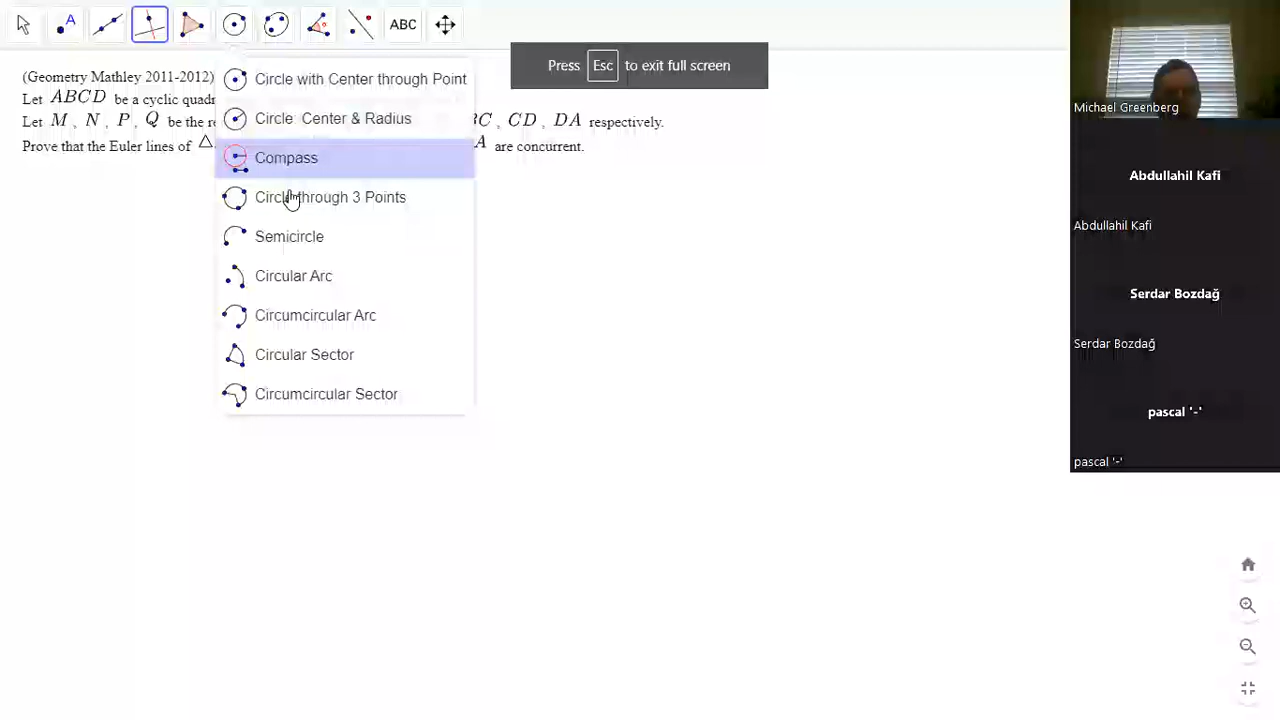 A
ABC
Press Esc to exit full screen
(Geometry Mathley 2011-2012)
Let ABCD be a cyclic
Let M , N , P , Q be the , CD , DA respectively.
Prove that the Euler lines of △ A are concurrent.
Circle with Center through Point
Circle: Center & Radius
Compass
Circle through 3 Points
Semicircle
Circular Arc
Circumcircular Arc
Circular Sector
Circumcircular Sector
Michael Greenberg
Abdullahil Kafi
Abdullahil Kafi
Serdar Bozdağ
Serdar Bozdağ
pascal '-'
pascal '-'